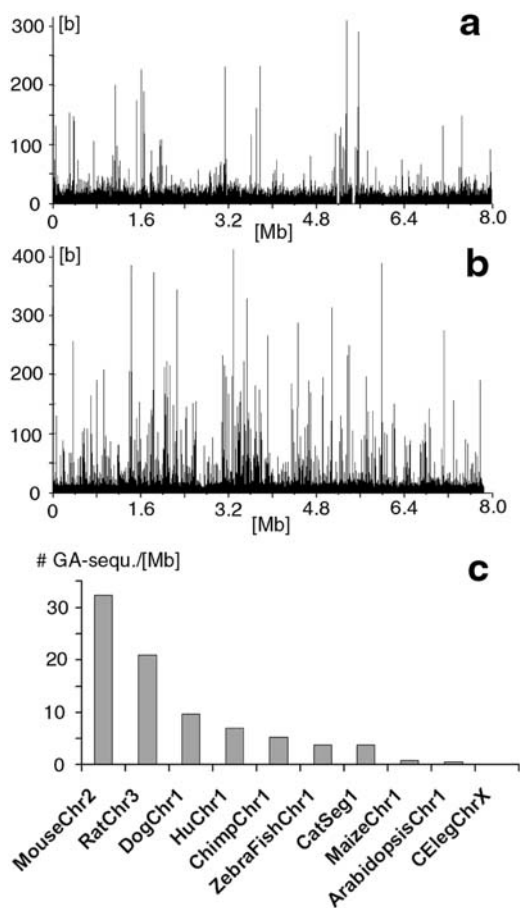 [b]
a
300
200
100
0
0 1.6 3.2 4.8 6.4 8.0
[Mb]
[b]
b
400
300
200
100
0
0 1.6 3.2 4.8 6.4 8.0
[Mb]
# GA-sequ./[Mb]
c
30
20
10
0
MouseChr2
RatChr3
DogChr1
HuChr1
ChimpChr1
ZebraFishChr1
CatSeg1
MaizeChr1
ArabidopsisChr1
CElegChrX